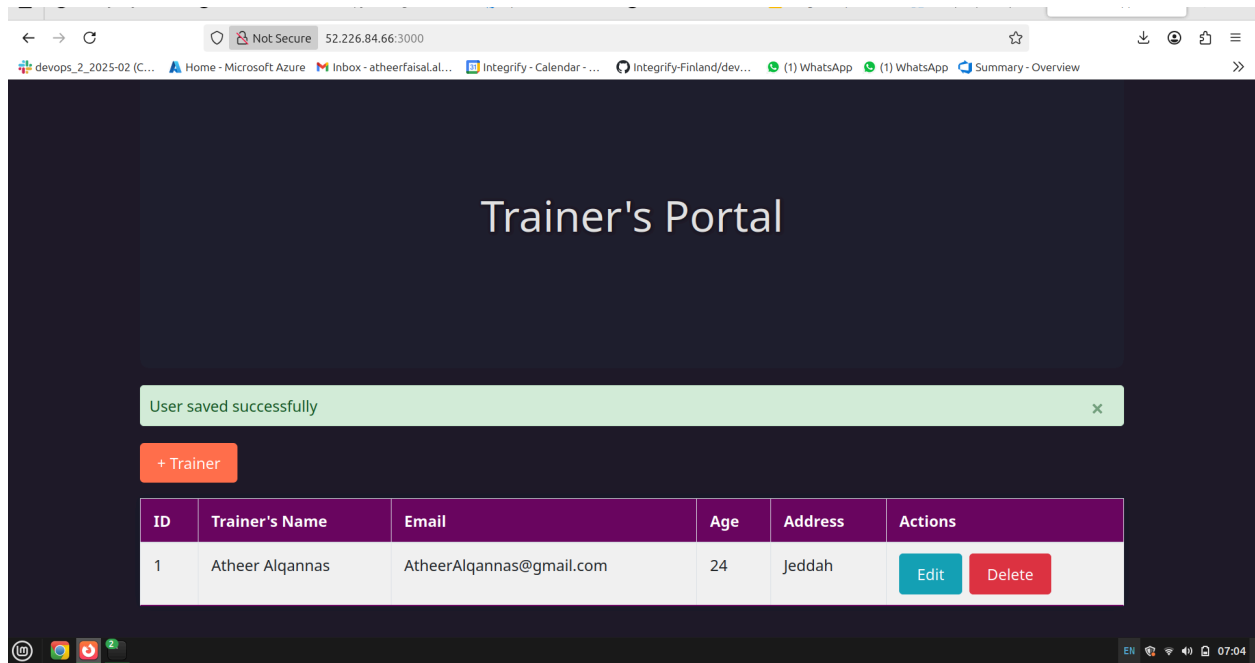 Not Secure 52.226.84.66:3000
devops_2_2025-02 (C... Home - Microsoft Azure Inbox - atheerfaisal.al... Integrify - Calendar - ... Integrify-Finland/dev... (1) WhatsApp (1) WhatsApp Summary - Overview
Trainer's Portal
User saved successfully ×
+ Trainer
ID Trainer's Name Email Age Address Actions
1 Atheer Alqannas AtheerAlqannas@gmail.com 24 Jeddah Edit Delete
2 EN 07:04